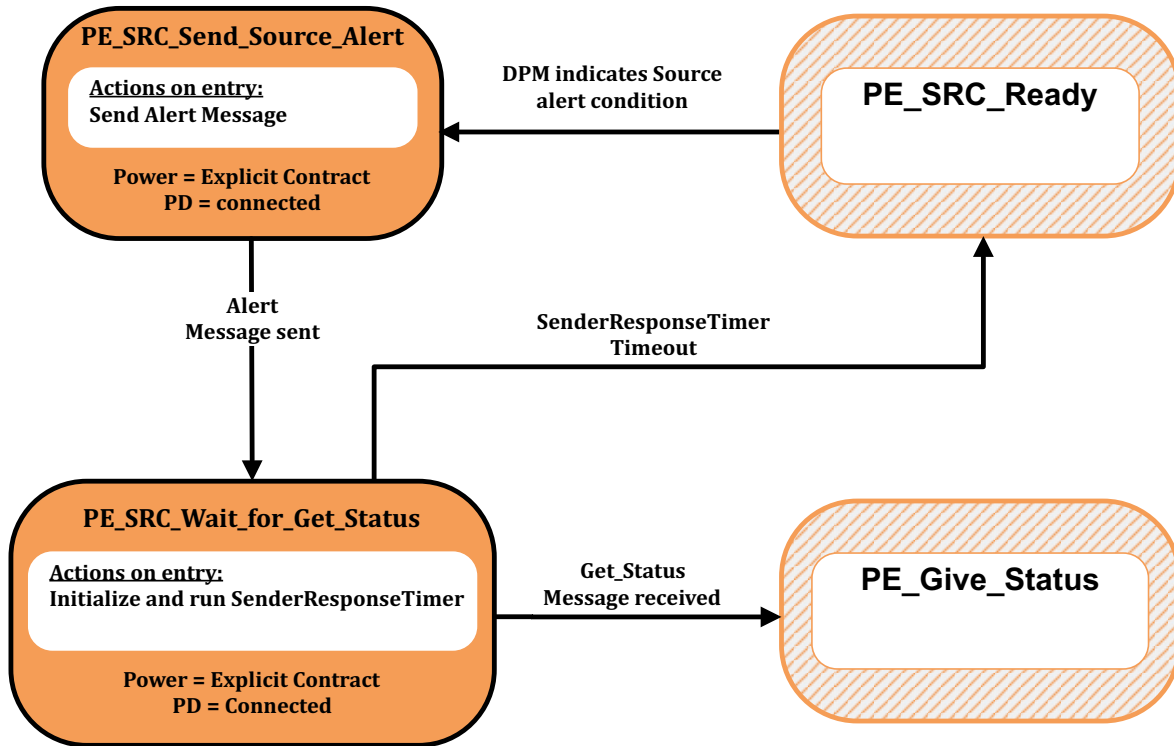 PE_SRC_Send_Source_Alert
Actions on entry:
Send Alert Message
Power = Explicit Contract
PD = connected
DPM indicates Source
alert condition
PE_SRC_Ready
Alert
Message sent
SenderResponseTimer
Timeout
PE_SRC_Wait_for_Get_Status
Actions on entry:
Initialize and run SenderResponseTimer
Power = Explicit Contract
PD = Connected
Get_Status
Message received
PE_Give_Status